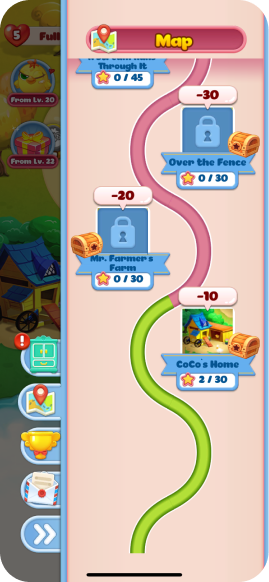 5
Full
Map
Through It
0 / 45
From Lv. 20
-30
From Lv. 22
Over the Fence
0 / 30
-20
Mr. Farmer's
Farm
0 / 30
-10
CoCo's Home
2 / 30
!